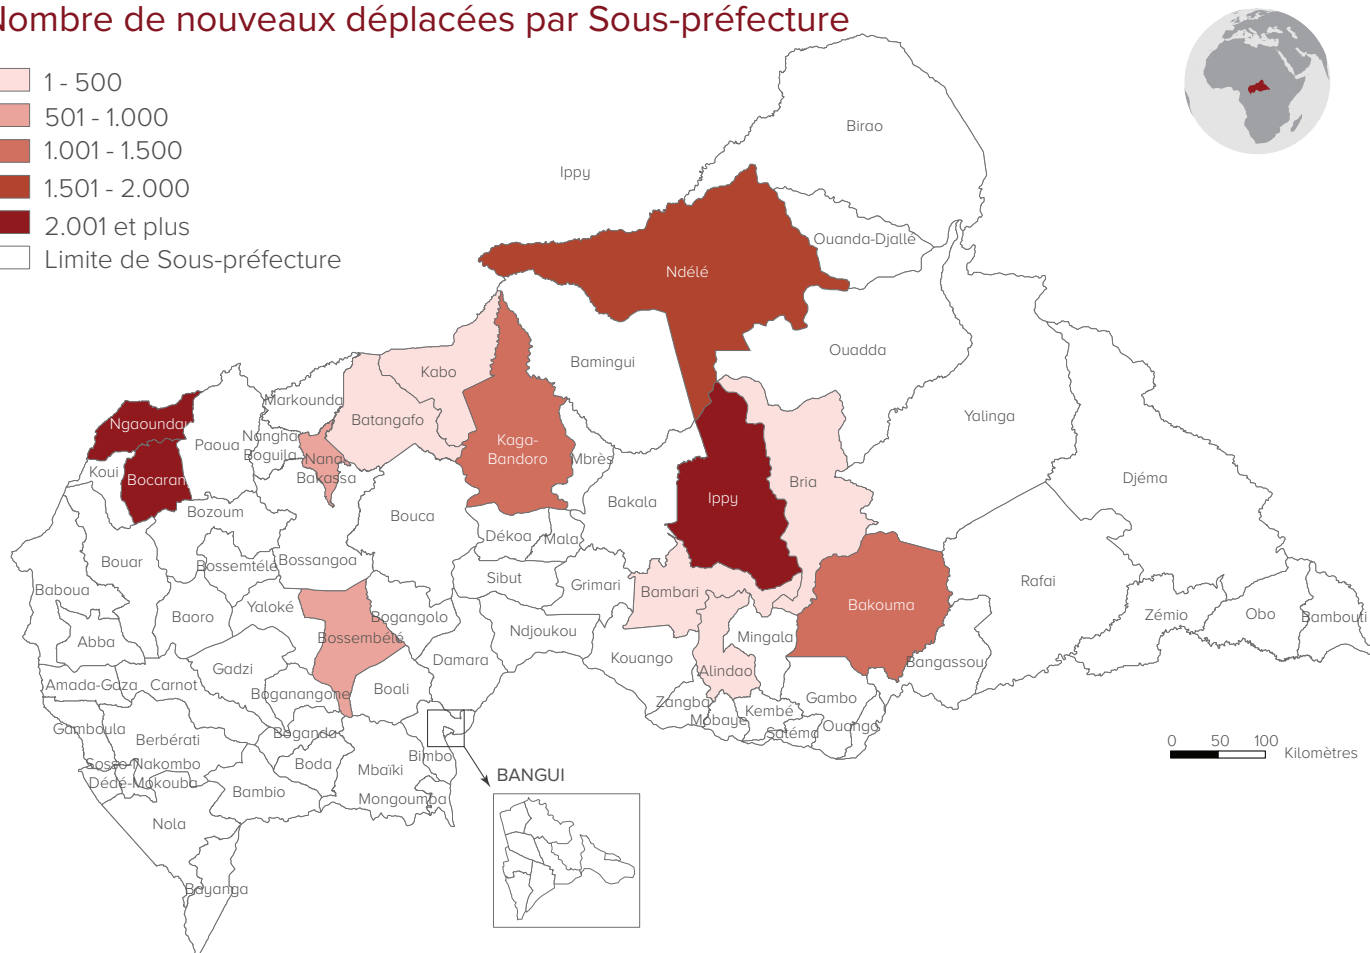 Nombre de nouveaux déplacées par Sous-préfecture
1 - 500
501 - 1.000
1.001 - 1.500
1.501 - 2.000
2.001 et plus
Limite de Sous-préfecture
Birao
Ippy
Ouanda-Djallé
Ndélé
Ouadda
Bamingui
Kabo
Markounda
Batangafo
Yalinga
Ngaounda
Paoua
Nangha
Boguila
Nana
Bakassa
Kaga-
Bandoro
Mbrès
Koui
Bocaran
Bria
Djéma
Ippy
Bakala
Bozoum
Bouca
Dékoa
Mala
Bouar
Bossemtélé
Bossangoa
Sibut
Grimari
Baboua
Bambari
Rafai
Bakouma
Yaloké
Baoro
Bogangolo
Zémio
Obo
Bambouti
Abba
Bossembélé
Ndjoukou
Mingala
Gadzi
Damara
Kouango
Bangassou
Alindao
Amada-Gaza
Carnot
Boganangone
Boali
Gambo
Zangba
Kembé
Mobaye
Ouango
Satéma
Gamboula
Berbérati
Boganda
Sosso-Nakombo
Boda
Mbaïki
Bimbo
Dédé-Mokouba
Bambio
Mongoumba
Nola
Bayanga
BANGUI
0 50 100 Kilomètres